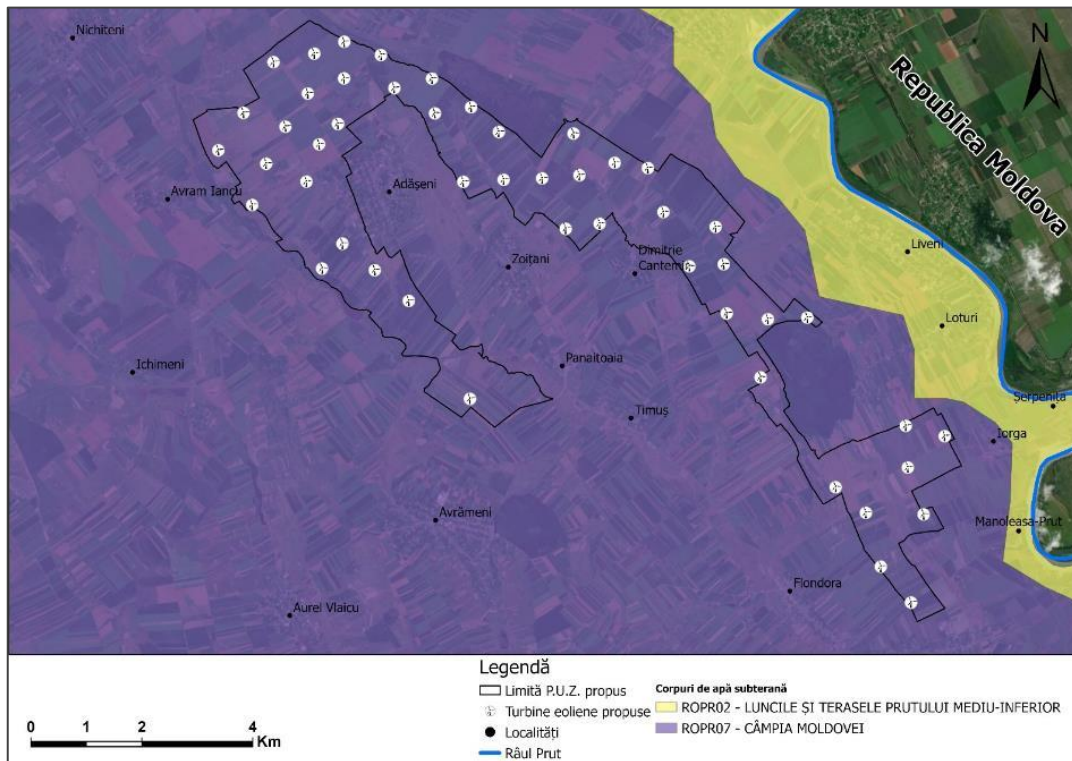 Nichiteni
N
Republica Moldova
Avram Iancu
Adășeni
Zoițani
Dimitrie
Cantemir
Liveni
Loturi
Ichimeni
Panaitoaia
Timuș
Șerpenița
Iorga
Avrămeni
Manoleasa-Prut
Flondora
Aurel Vlaicu
0 1 2 4
Km
Legendă
Limită P.U.Z. propus
Turbine eoliene propuse
Localități
Râul Prut
Corpuri de apă subterană
ROPR02 - LUNCILE ȘI TERASELE PRUTULUI MEDIU-INFERIOR
ROPR07 - CÂMPIA MOLDOVEI